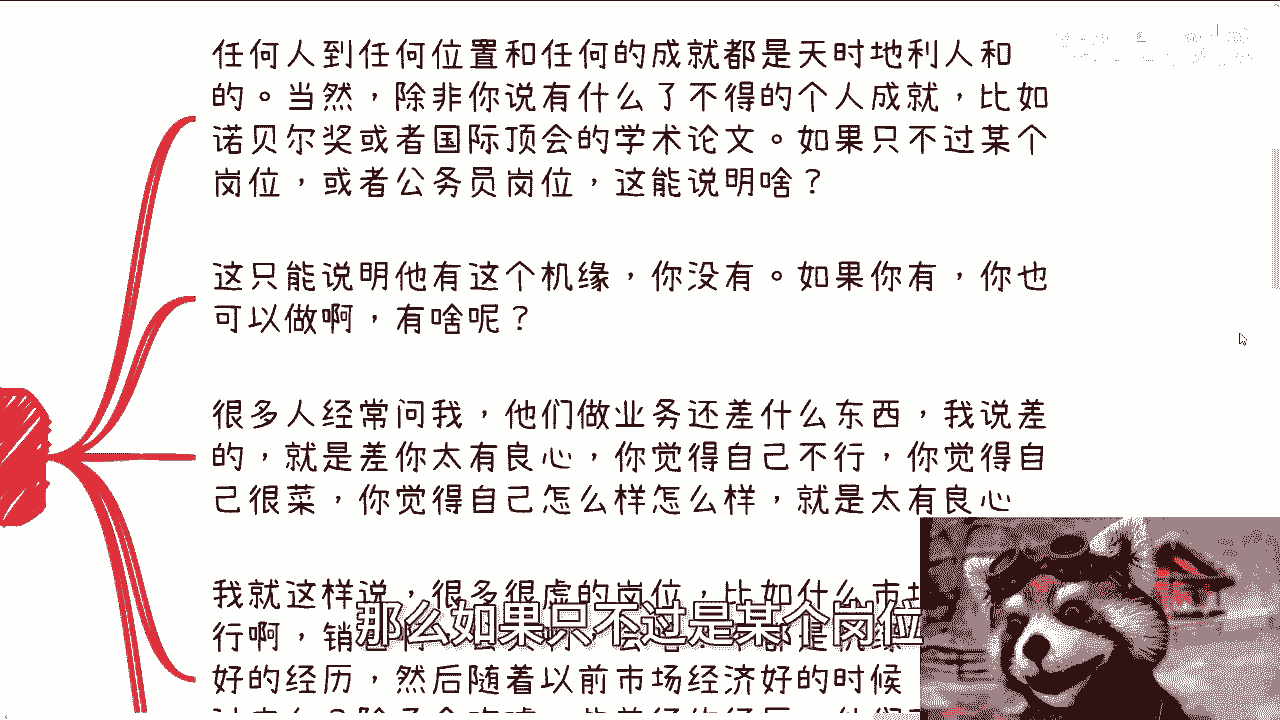 任何人到任何位置和任何的成就都是天时地利人和
的。当然，除非你说有什么了不得的个人成就，比如
诺贝尔奖或者国际顶会的学术论文。如果只不过某个
岗位，或者公务员岗位，这能说明啥？
这只能说明他有这个机缘，你没有。如果你有，你也
可以做啊，有啥呢？
很多人经常问我，他们做业务还差什么东西，我说差
的，就是差你太有良心，你觉得自己不行，你觉得自
己很菜，你觉得自己怎么样怎么样，就是太有良心
我就这样说，很多很虚的岗位，比如什么市场
行啊，销
那么如果只不过是某个岗位
好的经历，然后随着以前市场经济好的时候